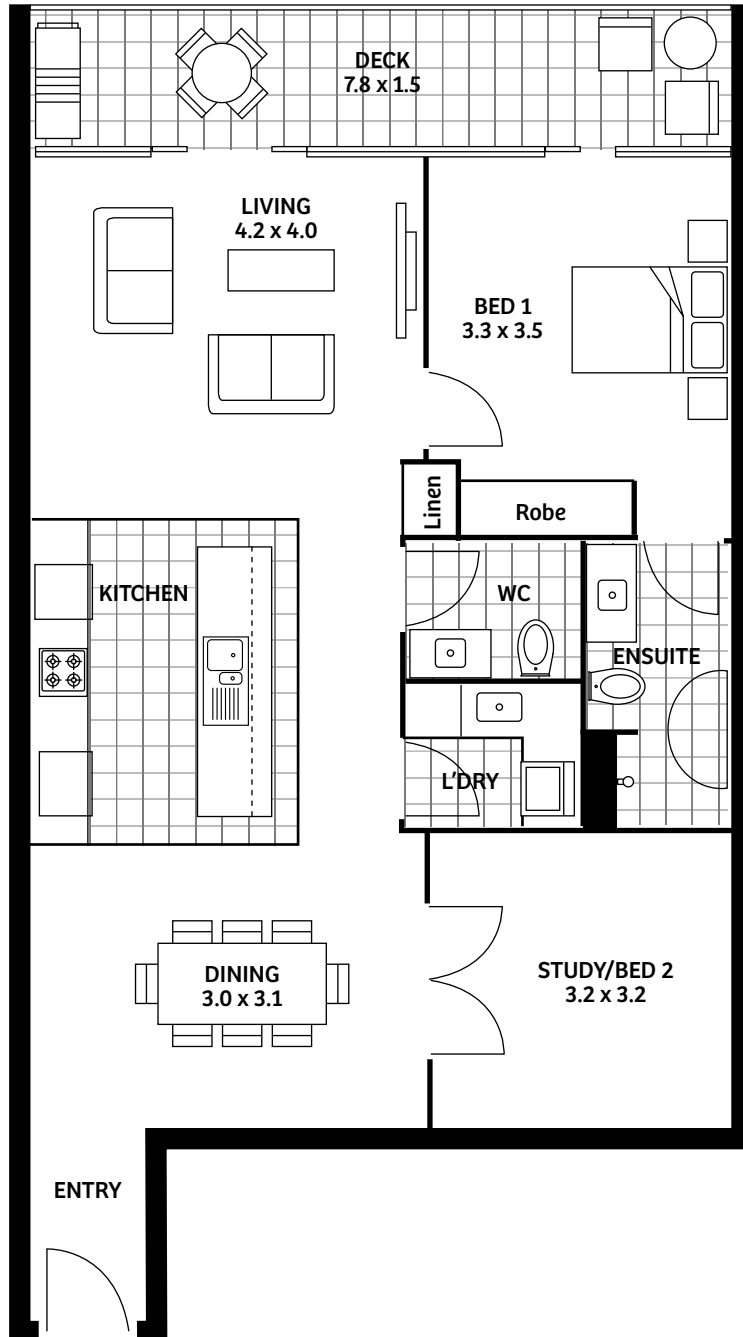 DECK
7.8 x 1.5
LIVING
4.2 x 4.0
BED 1
3.3 x 3.5
Linen
Robe
KITCHEN
WC
ENSUITE
L'DRY
DINING
3.0 x 3.1
STUDY/BED 2
3.2 x 3.2
ENTRY